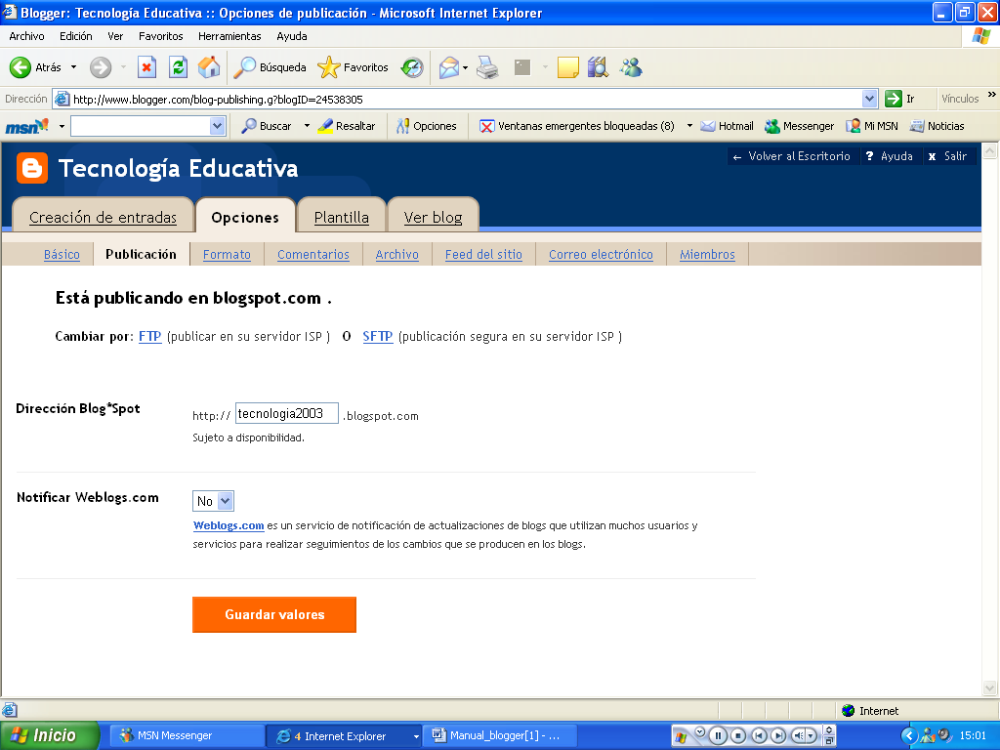 Blogger: Tecnología Educativa :: Opciones de publicación - Microsoft Internet Explorer
Archivo Edición Ver Favoritos Herramientas Ayuda
Atrás Búsqueda Favoritos
Dirección http://www.blogger.com/blog-publishing.g?blogID=24538305 Ir Vínculos »
msn Buscar Resaltar Opciones Ventanas emergentes bloqueadas (8) Hotmail Messenger Mi MSN Noticias
Tecnología Educativa
← Volver al Escritorio ? Ayuda x Salir
Creación de entradas Opciones Plantilla Ver blog
Básico Publicación Formato Comentarios Archivo Feed del sitio Correo electrónico Miembros
Está publicando en blogspot.com .
Cambiar por: FTP (publicar en su servidor ISP ) O SFTP (publicación segura en su servidor ISP )
Dirección Blog*Spot
http:// tecnologia2003 .blogspot.com
Sujeto a disponibilidad.
Notificar Weblogs.com
No
Weblogs.com es un servicio de notificación de actualizaciones de blogs que utilizan muchos usuarios y
servicios para realizar seguimientos de los cambios que se producen en los blogs.
Guardar valores
Internet
Inicio MSN Messenger 4 Internet Explorer Manual_blogger[1] - ... 15:01